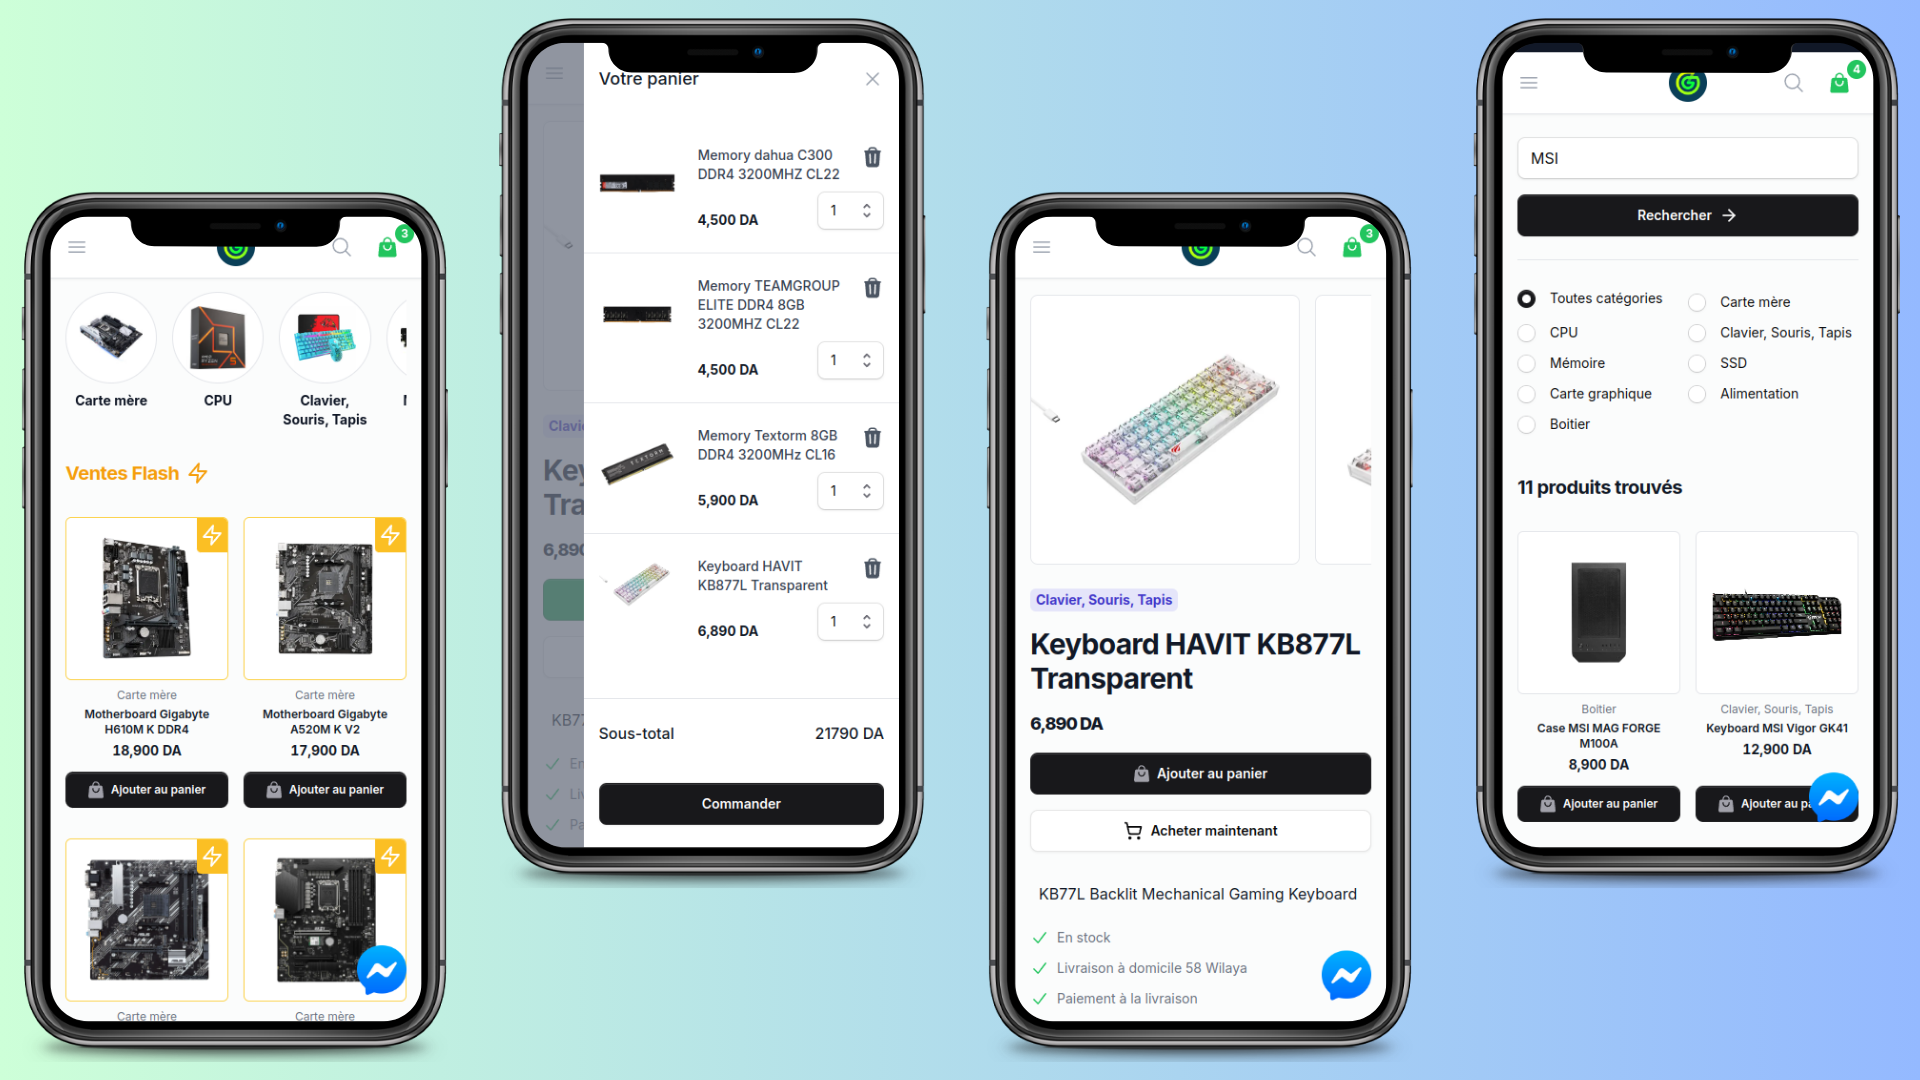 3
Carte mère
CPU
Clavier,
Souris, Tapis
Ventes Flash
Carte mère
Motherboard Gigabyte
H610M K DDR4
18,900 DA
Ajouter au panier
Carte mère
Motherboard Gigabyte
A520M K V2
17,900 DA
Ajouter au panier
Carte mère
Carte mère
Votre panier
Memory dahua C300
DDR4 3200MHZ CL22
4,500 DA
1
Memory TEAMGROUP
ELITE DDR4 8GB
3200MHZ CL22
4,500 DA
1
Memory Textorm 8GB
DDR4 3200MHz CL16
5,900 DA
1
Keyboard HAVIT
KB877L Transparent
6,890 DA
1
Sous-total 21790 DA
Commander
3
Clavier, Souris, Tapis
Keyboard HAVIT KB877L
Transparent
6,890 DA
Ajouter au panier
Acheter maintenant
KB77L Backlit Mechanical Gaming Keyboard
En stock
Livraison à domicile 58 Wilaya
Paiement à la livraison
4
MSI
Rechercher
Toutes catégories
Carte mère
CPU
Clavier, Souris, Tapis
Mémoire
SSD
Carte graphique
Alimentation
Boitier
11 produits trouvés
Boitier
Case MSI MAG FORGE
M100A
8,900 DA
Ajouter au panier
Clavier, Souris, Tapis
Keyboard MSI Vigor GK41
12,900 DA
Ajouter au pa